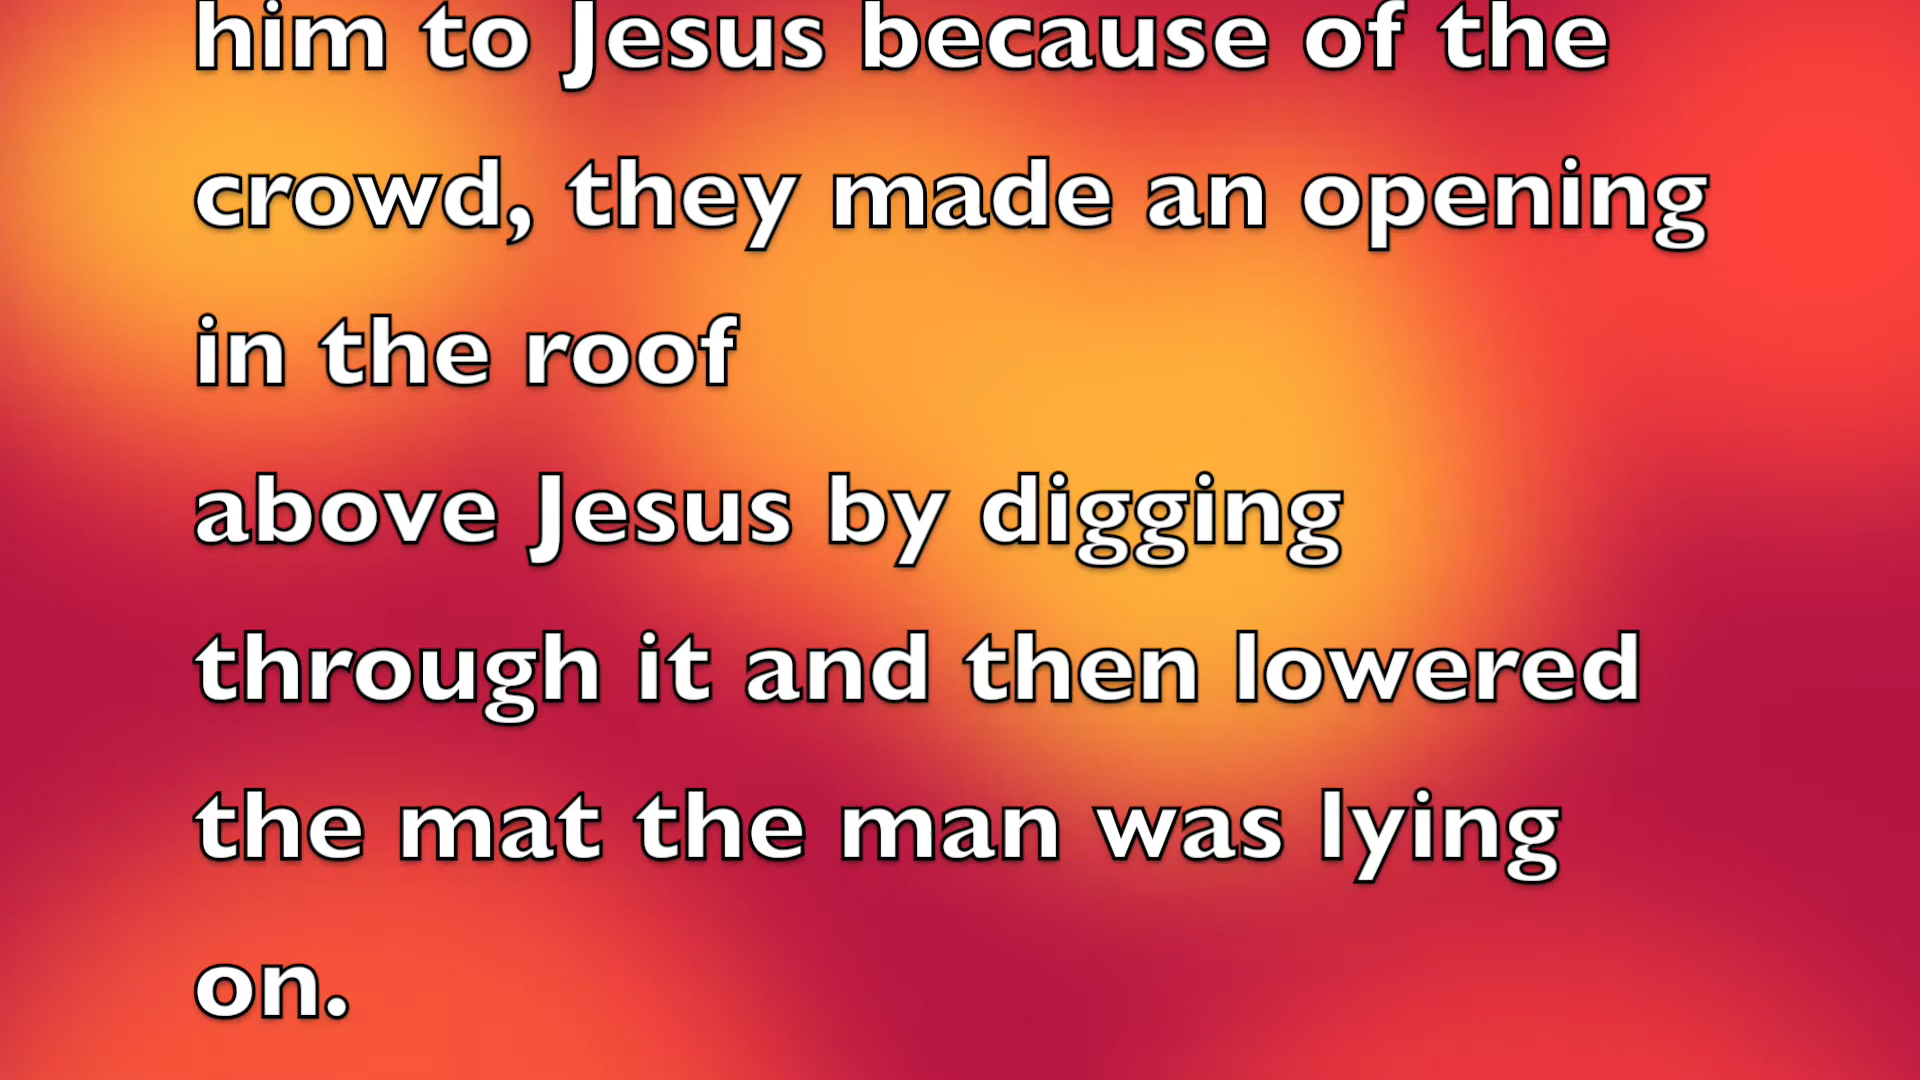 him to Jesus because of the
crowd, they made an opening
in the roof
above Jesus by digging
through it and then lowered
the mat the man was lying
on.